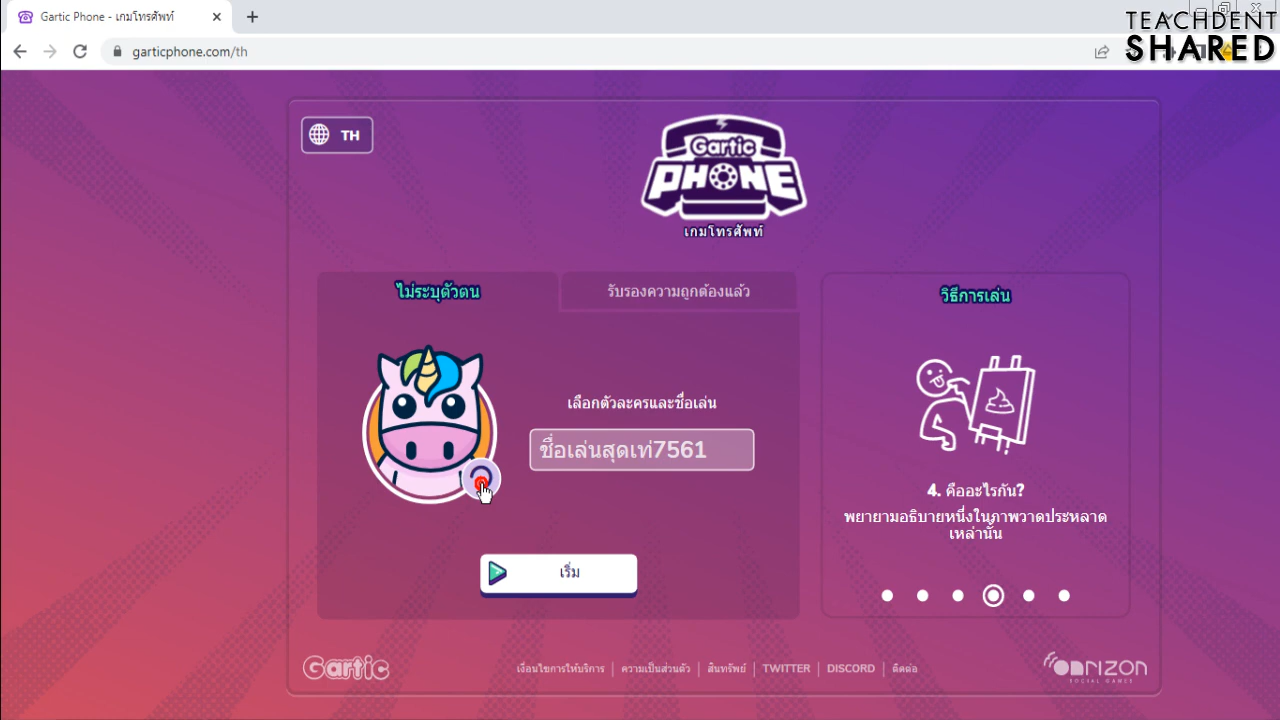 Gartic Phone - เกมโทรศัพท์
TEACHDENT
SHARED
garticphone.com/th
TH
Gartic
PHONE
เกมโทรศัพท์
ไม่ระบุตัวตน
รับรองความถูกต้องแล้ว
วิธีการเล่น
เลือกตัวละครและชื่อเล่น
ชื่อเล่นสุดเท่7561
4. คืออะไรกัน?
พยายามอธิบายหนึ่งในภาพวาดประหลาด
เหล่านั้น
เริ่ม
Gartic
เงื่อนไขการให้บริการ
ความเป็นส่วนตัว
สินทรัพย์
TWITTER
DISCORD
ติดต่อ
ONRIZON
SOCIAL GAMES